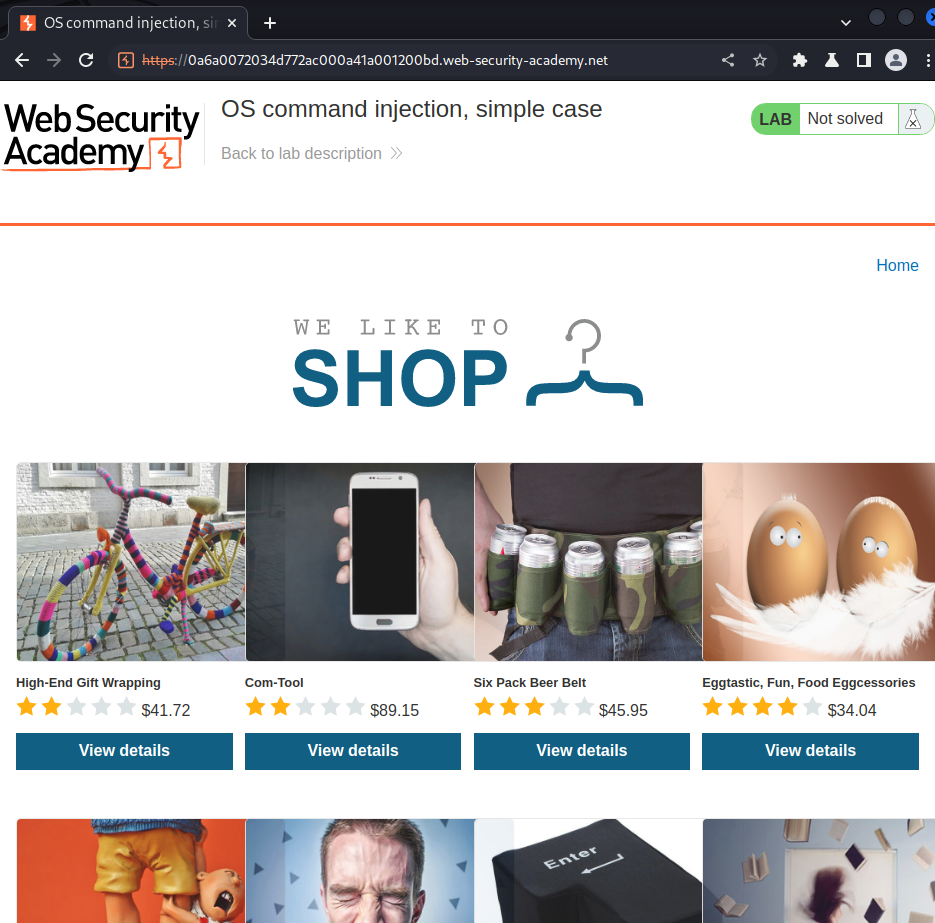 OS command injection, sir
https://0a6a0072034d772ac000a41a001200bd.web-security-academy.net
Web Security
Academy
OS command injection, simple case
Back to lab description
LAB Not solved
Home
WE LIKE TO
SHOP
High-End Gift Wrapping
$41.72
View details
Com-Tool
$89.15
View details
Six Pack Beer Belt
$45.95
View details
Eggtastic, Fun, Food Eggcessories
$34.04
View details
Enter